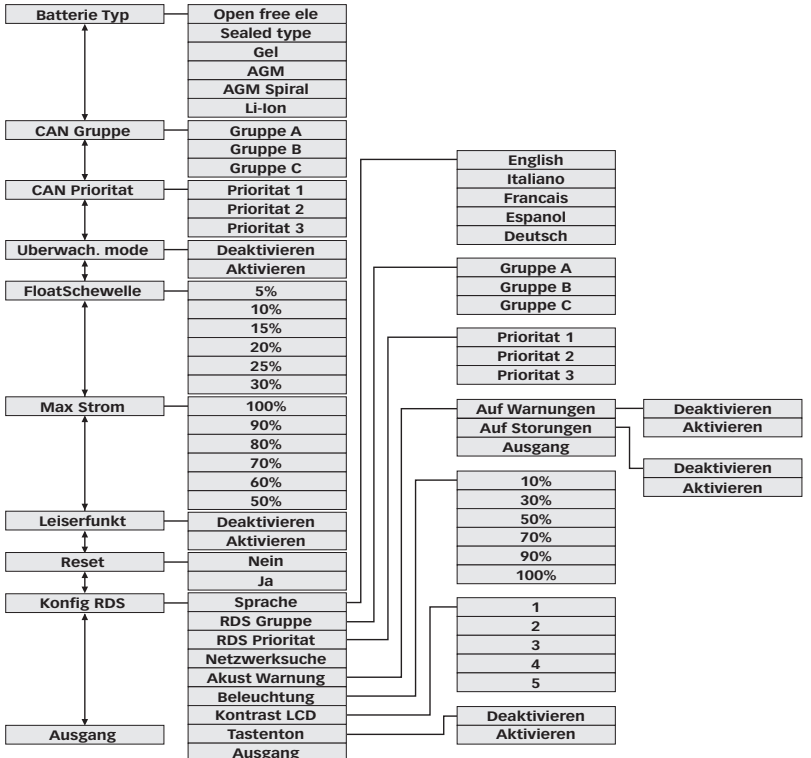 Batterie Typ
Open free ele
Sealed type
Gel
AGM
AGM Spiral
Li-Ion
CAN Gruppe
Gruppe A
Gruppe B
Gruppe C
CAN Prioritat
Prioritat 1
Prioritat 2
Prioritat 3
Uberwach. mode
Deaktivieren
Aktivieren
FloatSchewelle
5%
10%
15%
20%
25%
30%
Max Strom
100%
90%
80%
70%
60%
50%
Leiserfunkt
Deaktivieren
Aktivieren
Reset
Nein
Ja
Konfig RDS
Sprache
RDS Gruppe
RDS Prioritat
Netzwerksuche
Akust Warnung
Beleuchtung
Kontrast LCD
Tastenton
Ausgang
Ausgang
English
Italiano
Francais
Espanol
Deutsch
Gruppe A
Gruppe B
Gruppe C
Prioritat 1
Prioritat 2
Prioritat 3
Auf Warnungen
Auf Storungen
Ausgang
Deaktivieren
Aktivieren
Deaktivieren
Aktivieren
10%
30%
50%
70%
90%
100%
1
2
3
4
5
Deaktivieren
Aktivieren